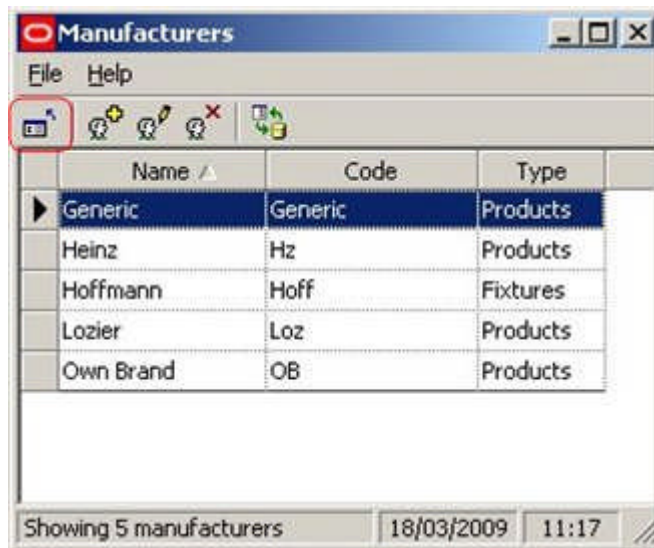 Manufacturers
File Help
Name Code Type
Generic Generic Products
Heinz Hz Products
Hoffmann Hoff Fixtures
Lozier Loz Products
Own Brand OB Products
Showing 5 manufacturers 18/03/2009 11:17